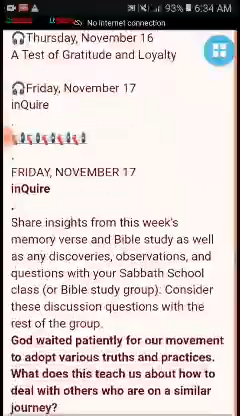 93% 6:34 AM
No Internet connection
🎧Thursday, November 16
A Test of Gratitude and Loyalty
🎧Friday, November 17
inQuire
.
.
FRIDAY, NOVEMBER 17
inQuire
.
Share insights from this week's
memory verse and Bible study as well
as any discoveries, observations, and
questions with your Sabbath School
class (or Bible study group). Consider
these discussion questions with the
rest of the group.
God waited patiently for our movement
to adopt various truths and practices.
What does this teach us about how to
deal with others who are on a similar
journey?